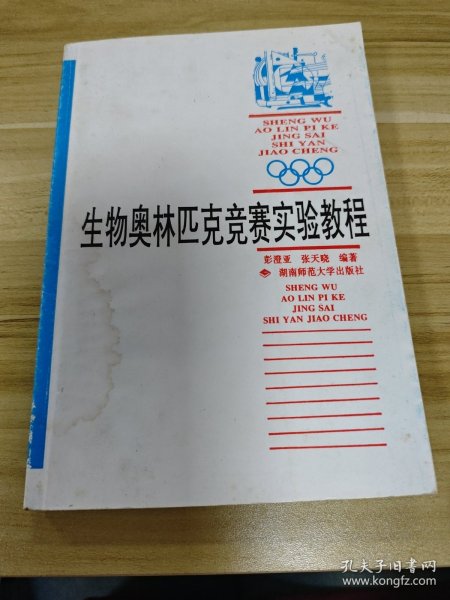 SHENG WU
AO LIN PI KE
JING SAI
SHI YAN
JIAO CHENG
生物奥林匹克竞赛实验教程
彭澄亚 张天晓 编著
湖南师范大学出版社
SHENG WU
AO LIN PI KE
JING SAI
SHI YAN JIAO CHENG
孔夫子旧书网
www.kongfz.com